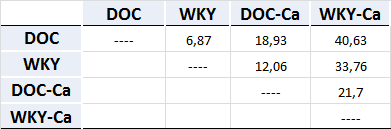 DOC WKY DOC-Ca WKY-Ca
DOC ---- 6,87 18,93 40,63
WKY ---- 12,06 33,76
DOC-Ca ---- 21,7
WKY-Ca ----